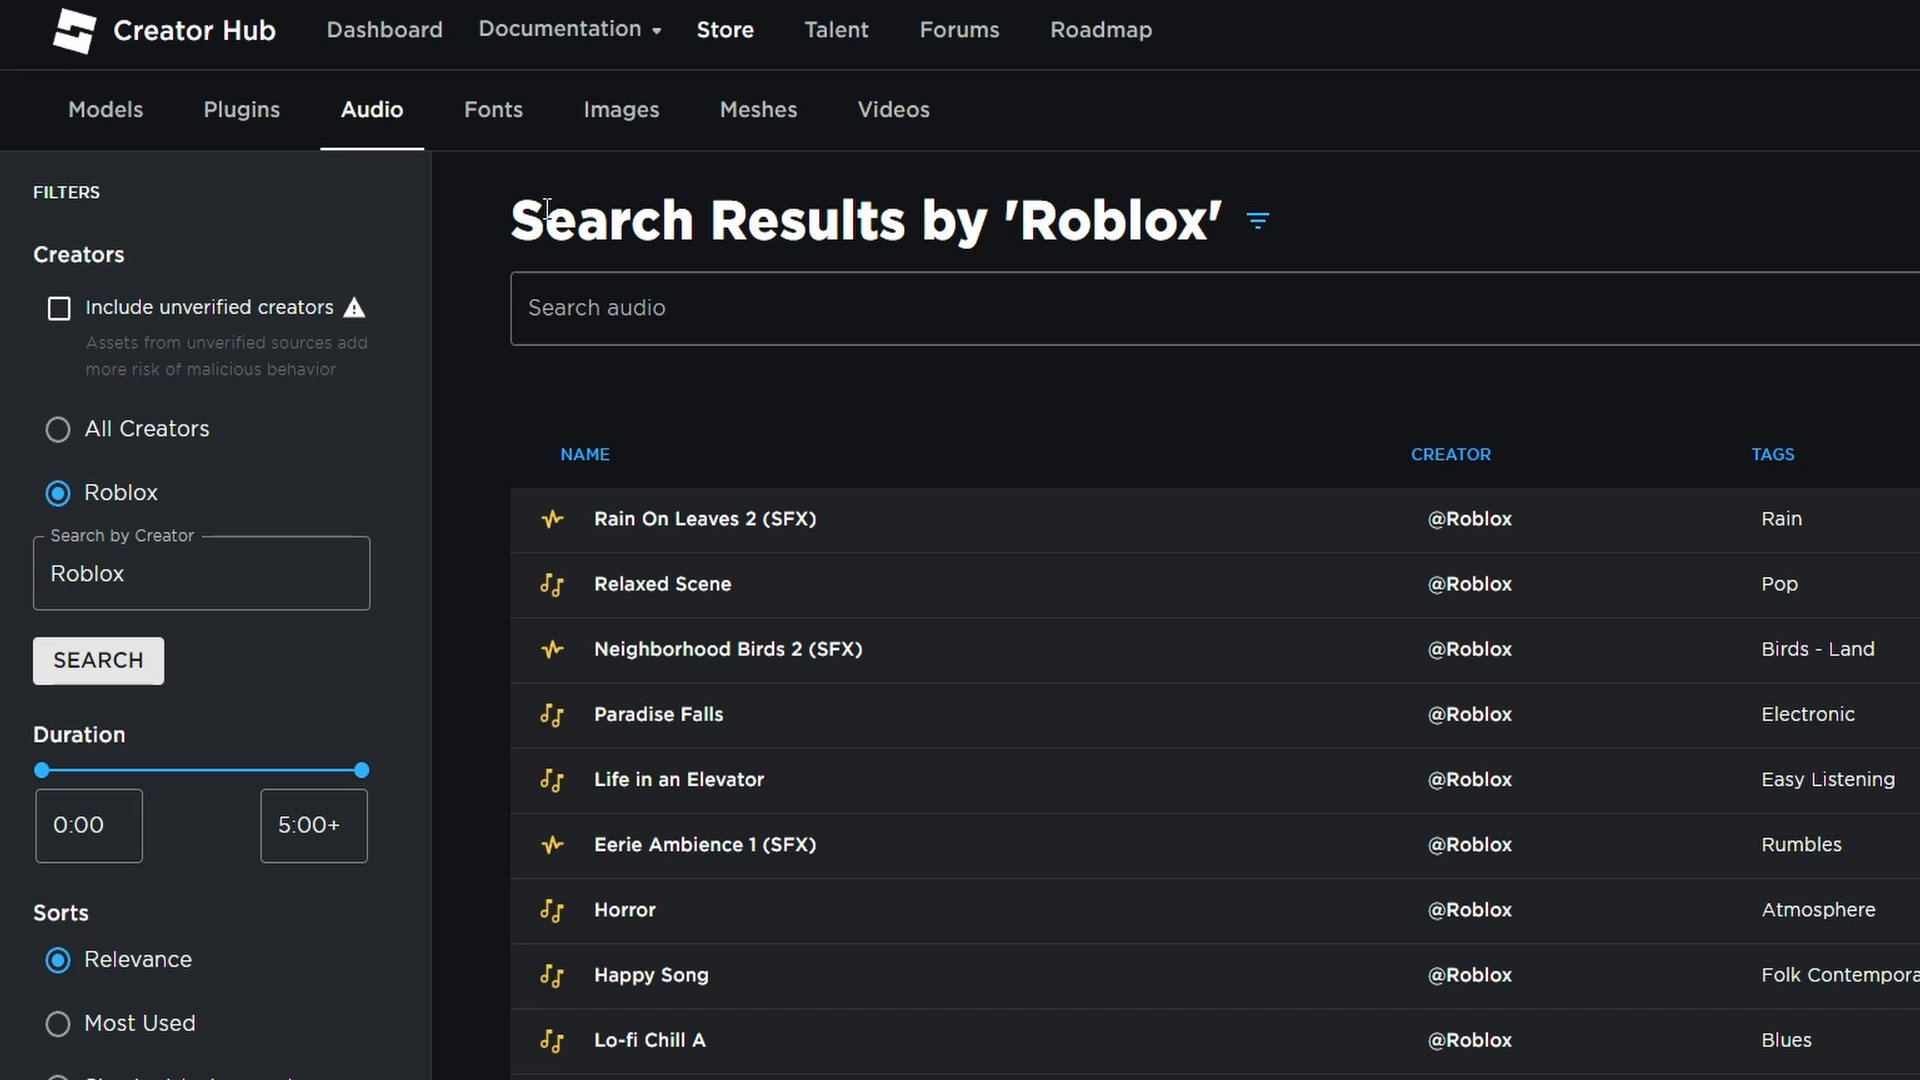 Creator Hub Dashboard Documentation Store Talent Forums Roadmap
Models Plugins Audio Fonts Images Meshes Videos
FILTERS
Creators
Include unverified creators
Assets from unverified sources add
more risk of malicious behavior
All Creators
Roblox
Search by Creator
Roblox
SEARCH
Duration
0:00 5:00+
Sorts
Relevance
Most Used
Search Results by 'Roblox'
Search audio
NAME CREATOR TAGS
Rain On Leaves 2 (SFX) @Roblox Rain
Relaxed Scene @Roblox Pop
Neighborhood Birds 2 (SFX) @Roblox Birds - Land
Paradise Falls @Roblox Electronic
Life in an Elevator @Roblox Easy Listening
Eerie Ambience 1 (SFX) @Roblox Rumbles
Horror @Roblox Atmosphere
Happy Song @Roblox Folk Contempora
Lo-fi Chill A @Roblox Blues